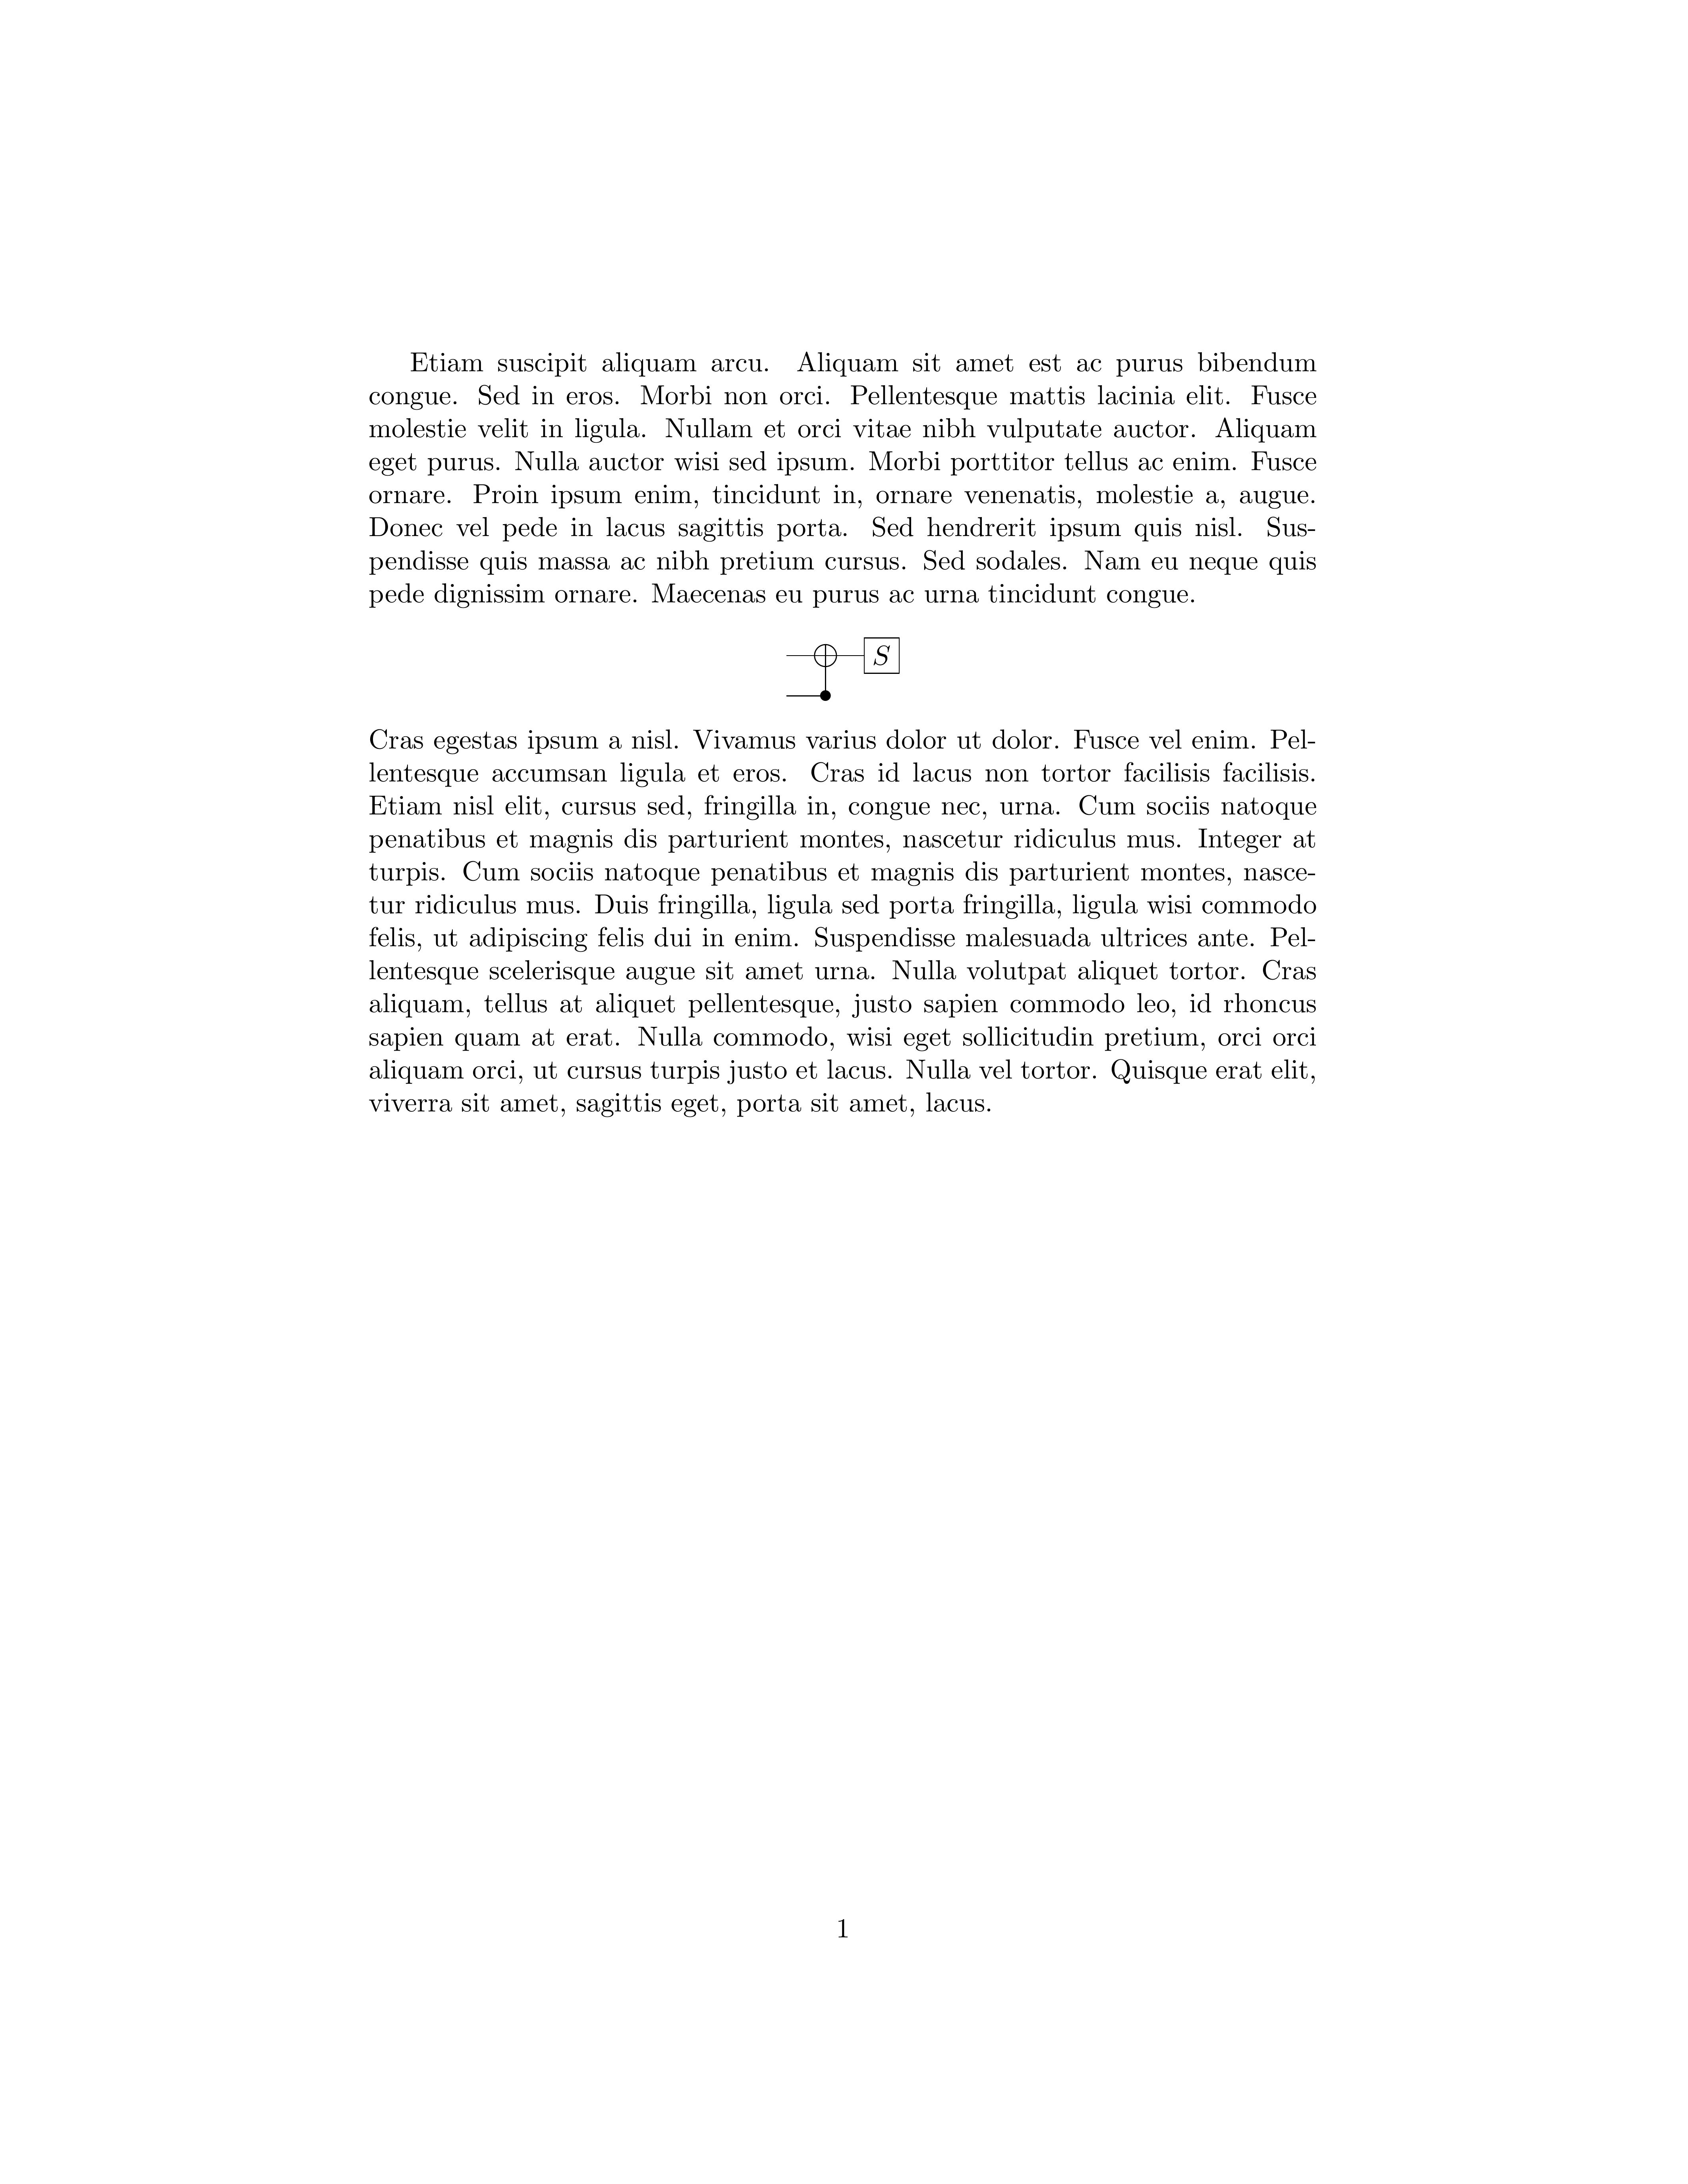 Etiam suscipit aliquam arcu. Aliquam sit amet est ac purus bibendum
congue. Sed in eros. Morbi non orci. Pellentesque mattis lacinia elit. Fusce
molestie velit in ligula. Nullam et orci vitae nibh vulputate auctor. Aliquam
eget purus. Nulla auctor wisi sed ipsum. Morbi porttitor tellus ac enim. Fusce
ornare. Proin ipsum enim, tincidunt in, ornare venenatis, molestie a, augue.
Donec vel pede in lacus sagittis porta. Sed hendrerit ipsum quis nisl. Sus-
pendisse quis massa ac nibh pretium cursus. Sed sodales. Nam eu neque quis
pede dignissim ornare. Maecenas eu purus ac urna tincidunt congue.
S
Cras egestas ipsum a nisl. Vivamus varius dolor ut dolor. Fusce vel enim. Pel-
lentesque accumsan ligula et eros. Cras id lacus non tortor facilisis facilisis.
Etiam nisl elit, cursus sed, fringilla in, congue nec, urna. Cum sociis natoque
penatibus et magnis dis parturient montes, nascetur ridiculus mus. Integer at
turpis. Cum sociis natoque penatibus et magnis dis parturient montes, nasce-
tur ridiculus mus. Duis fringilla, ligula sed porta fringilla, ligula wisi commodo
felis, ut adipiscing felis dui in enim. Suspendisse malesuada ultrices ante. Pel-
lentesque scelerisque augue sit amet urna. Nulla volutpat aliquet tortor. Cras
aliquam, tellus at aliquet pellentesque, justo sapien commodo leo, id rhoncus
sapien quam at erat. Nulla commodo, wisi eget sollicitudin pretium, orci orci
aliquam orci, ut cursus turpis justo et lacus. Nulla vel tortor. Quisque erat elit,
viverra sit amet, sagittis eget, porta sit amet, lacus.
1